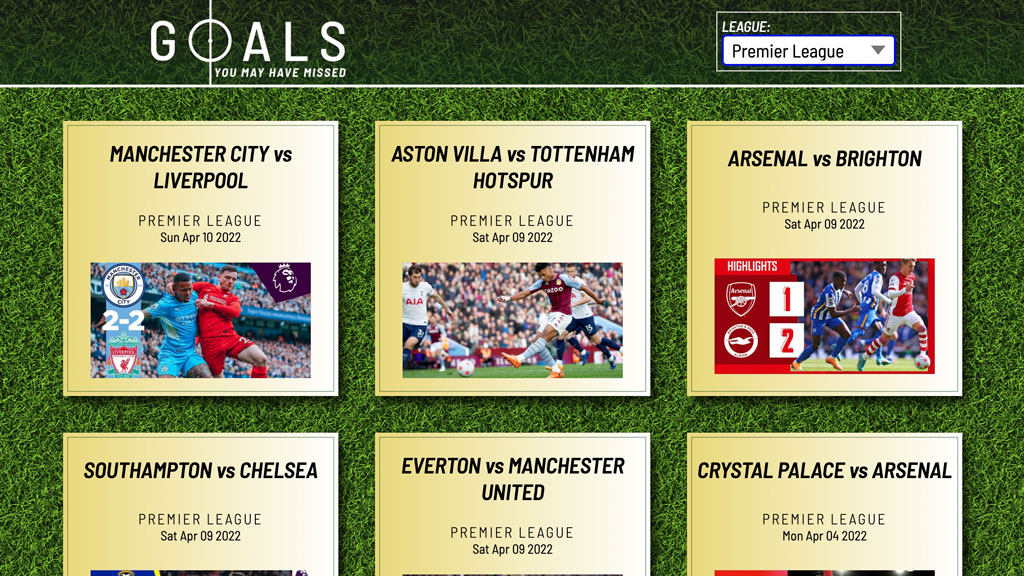 GOALS
YOU MAY HAVE MISSED
LEAGUE:
Premier League
MANCHESTER CITY vs
LIVERPOOL
PREMIER LEAGUE
Sun Apr 10 2022
MANCHESTER
CITY
2-2
LIVERPOOL
ASTON VILLA vs TOTTENHAM
HOTSPUR
PREMIER LEAGUE
Sat Apr 09 2022
AIA
cazoo
ARSENAL vs BRIGHTON
PREMIER LEAGUE
Sat Apr 09 2022
HIGHLIGHTS
Arsenal
1
2
SOUTHAMPTON vs CHELSEA
PREMIER LEAGUE
Sat Apr 09 2022
EVERTON vs MANCHESTER
UNITED
PREMIER LEAGUE
Sat Apr 09 2022
CRYSTAL PALACE vs ARSENAL
PREMIER LEAGUE
Mon Apr 04 2022